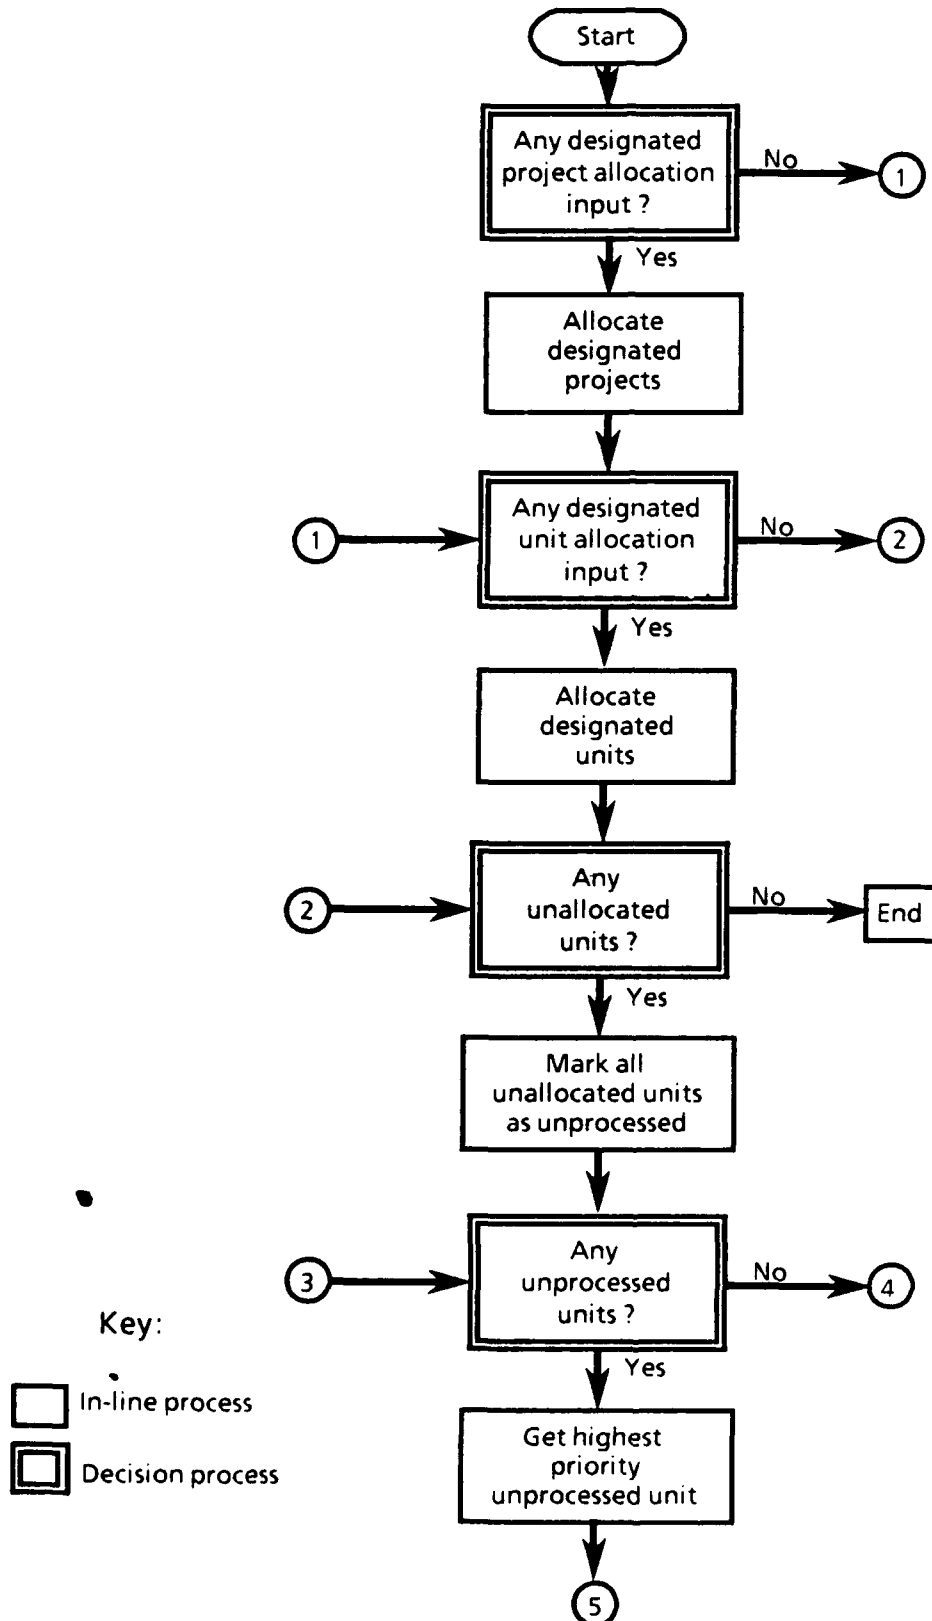 Start
Any designated
project allocation
input ?
No
1
Yes
Allocate
designated
projects
1
Any designated
unit allocation
input ?
No
2
Yes
Allocate
designated
units
2
Any
unallocated
units ?
No
End
Yes
Mark all
unallocated units
as unprocessed
3
Any
unprocessed
units ?
No
4
Yes
Get highest
priority
unprocessed unit
5
Key:
In-line process
Decision process